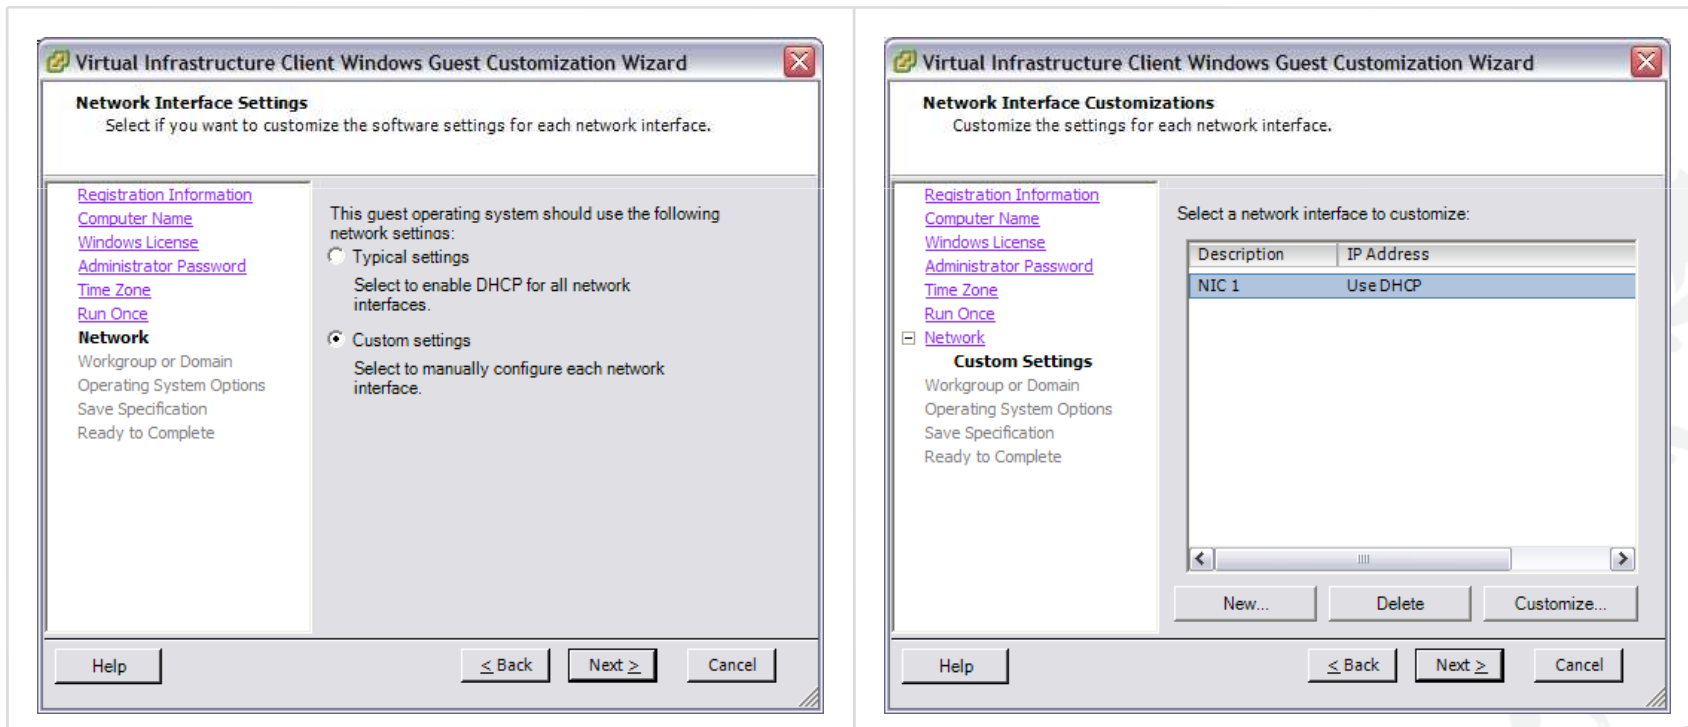 Virtual Infrastructure Client Windows Guest Customization Wizard
Network Interface Settings
Select if you want to customize the software settings for each network interface.
Registration Information
Computer Name
Windows License
Administrator Password
Time Zone
Run Once
Network
Workgroup or Domain
Operating System Options
Save Specification
Ready to Complete
This guest operating system should use the following
network settings:
Typical settings
Select to enable DHCP for all network
interfaces.
Custom settings
Select to manually configure each network
interface.
Help
< Back
Next >
Cancel
Virtual Infrastructure Client Windows Guest Customization Wizard
Network Interface Customizations
Customize the settings for each network interface.
Registration Information
Computer Name
Windows License
Administrator Password
Time Zone
Run Once
Network
Custom Settings
Workgroup or Domain
Operating System Options
Save Specification
Ready to Complete
Select a network interface to customize:
Description IP Address
NIC 1 Use DHCP
New... Delete Customize...
Help
< Back
Next >
Cancel